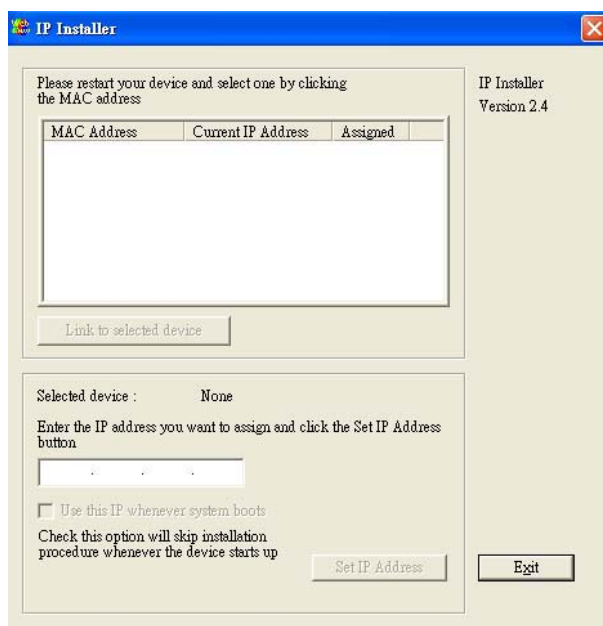 IP Installer
Please restart your device and select one by clicking
the MAC address
IP Installer
Version 2.4
MAC Address Current IP Address Assigned
Link to selected device
Selected device : None
Enter the IP address you want to assign and click the Set IP Address
button
. . .
Use this IP whenever system boots
Check this option will skip installation
procedure whenever the device starts up
Set IP Address
Exit